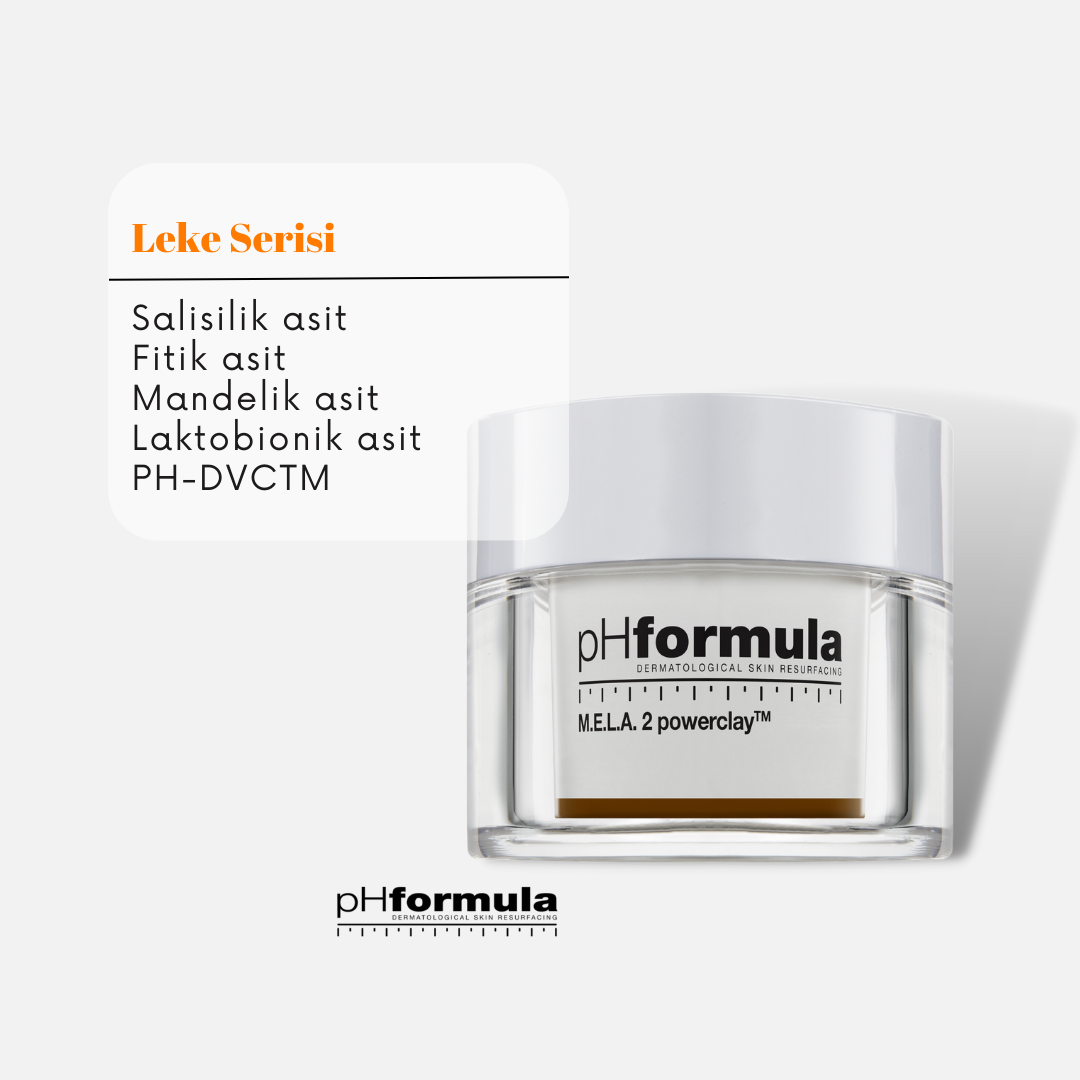 Leke Serisi
Salisilik asit
Fitik asit
Mandelik asit
Laktobionik asit
PH-DVCTM
pHformula
DERMATOLOGICAL SKIN RESURFACING
M.E.L.A. 2 powerclay™
pHformula
DERMATOLOGICAL SKIN RESURFACING